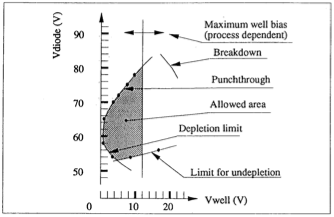 Vdiode (V)
90
80
70
60
50
Maximum well bias
(process dependent)
Breakdown
Punchthrough
Allowed area
Depletion limit
Limit for undepletion
0
10
20
Vwell (V)